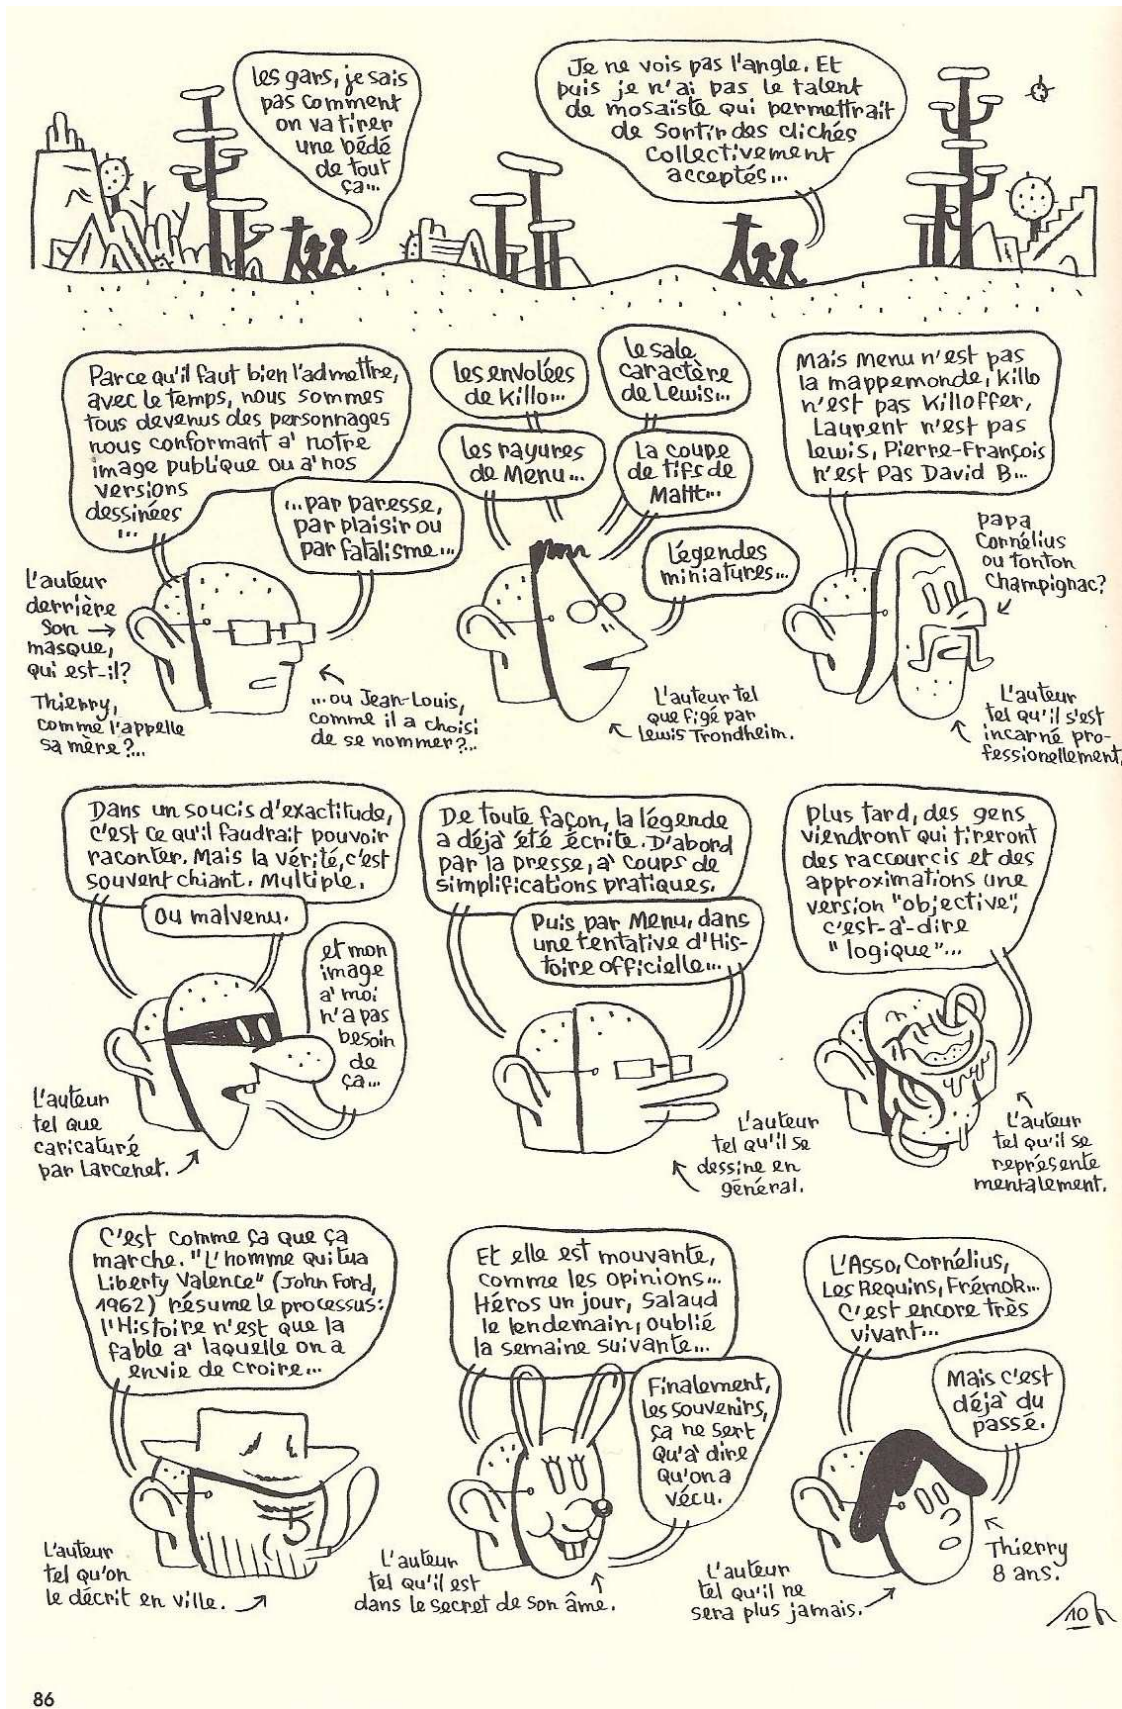 les gars, je sais
pas comment
on va tirer
une bédé
de tout
ça...
Je ne vois pas l'angle. Et
puis je n'ai pas le talent
de mosaïste qui permettrait
de sortir des clichés
collectivement
acceptés...
Parce qu'il faut bien l'admettre,
avec le temps, nous sommes
tous devenus des personnages
nous conformant à notre
image publique ou à nos
versions
dessinées
...
...par paresse,
par plaisir ou
par fatalisme...
L'auteur
derrière
son
masque,
qui est-il?
Thierry,
comme l'appelle
sa mère?...
...ou Jean-Louis,
comme il a choisi
de se nommer?...
les envolées
de Killo...
le sale
caractère
de Lewis...
les rayures
de Menu...
La coupe
de tifs de
Matt...
Légendes
miniatures...
L'auteur tel
que figé par
Lewis Trondheim.
Mais Menu n'est pas
la mappemonde, Killo
n'est pas Killoffer,
Laurent n'est pas
Lewis, Pierre-François
n'est pas David B...
papa
Cornélius
ou tonton
Champignac?
L'auteur
tel qu'il s'est
incarné pro-
fessionellement.
Dans un soucis d'exactitude,
c'est ce qu'il faudrait pouvoir
raconter. Mais la vérité, c'est
souvent chiant. Multiple.
Ou malvenu.
et mon
image
à moi
n'a pas
besoin
de
ça...
L'auteur
tel que
caricaturé
par Larcenet.
De toute façon, la légende
a déjà été écrite. D'abord
par la presse, à coups de
simplifications pratiques.
Puis par Menu, dans
une tentative d'His-
toire officielle...
L'auteur
tel qu'il se
dessine en
général.
Plus tard, des gens
viendront qui tireront
des raccourcis et des
approximations une
version "objective",
c'est-à-dire
"logique"...
L'auteur
tel qu'il se
représente
mentalement.
C'est comme ça que ça
marche. "L'homme qui tua
Liberty Valence" (John Ford,
1962) résume le processus:
l'Histoire n'est que la
fable à laquelle on a
envie de croire...
L'auteur
tel qu'on
le décrit en ville.
Et elle est mouvante,
comme les opinions...
Héros un jour, salaud
le lendemain, oublié
la semaine suivante...
Finalement,
les souvenirs,
ça ne sert
qu'à dire
qu'on a
vécu.
L'auteur
tel qu'il est
dans le secret de son âme.
L'Asso, Cornélius,
Les Requins, Frémok...
C'est encore très
vivant...
Mais c'est
déjà du
passé.
Thierry
8 ans.
L'auteur
tel qu'il ne
sera plus jamais.
10
86